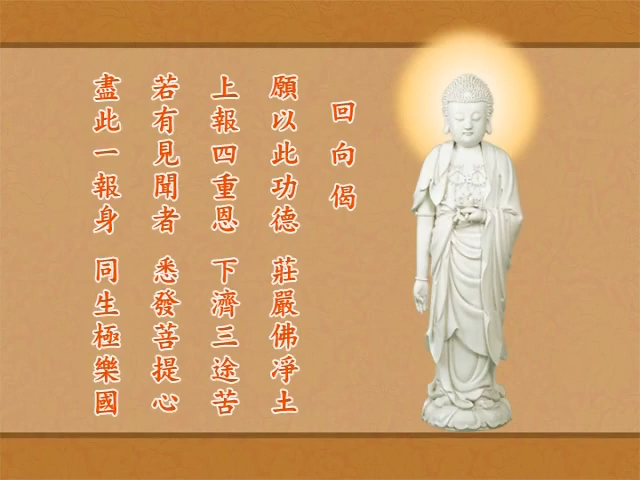 回向偈
願以此功德 莊嚴佛凈土
上報四重恩 下濟三途苦
若有見聞者 悉發菩提心
盡此一報身 同生極樂國